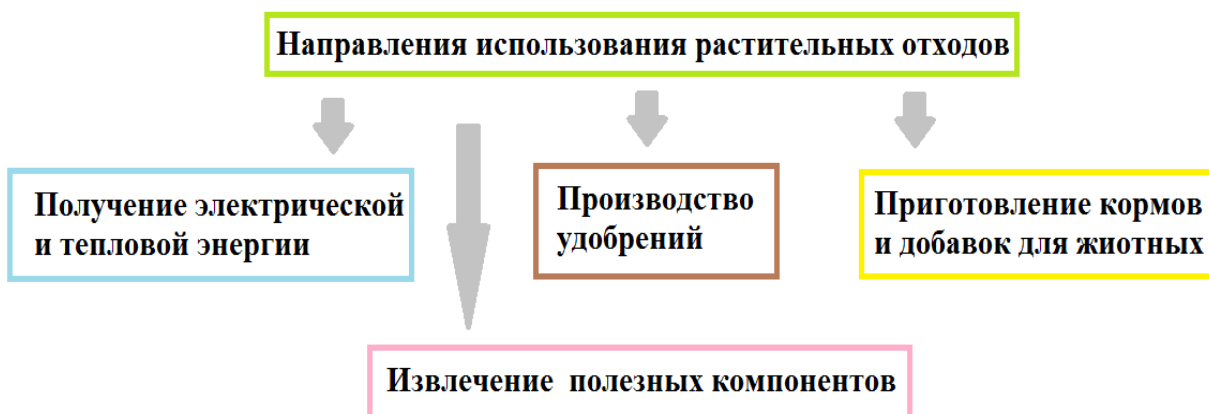 Направления использования растительных отходов
Получение электрической
и тепловой энергии
Производство
удобрений
Приготовление кормов
и добавок для жиотных
Извлечение полезных компонентов